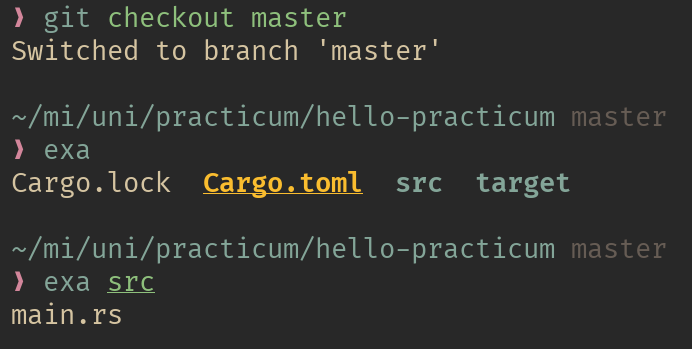 ❱ git checkout master
Switched to branch 'master'
~/mi/uni/practicum/hello-practicum master
❱ exa
Cargo.lock  Cargo.toml  src  target
~/mi/uni/practicum/hello-practicum master
❱ exa src
main.rs